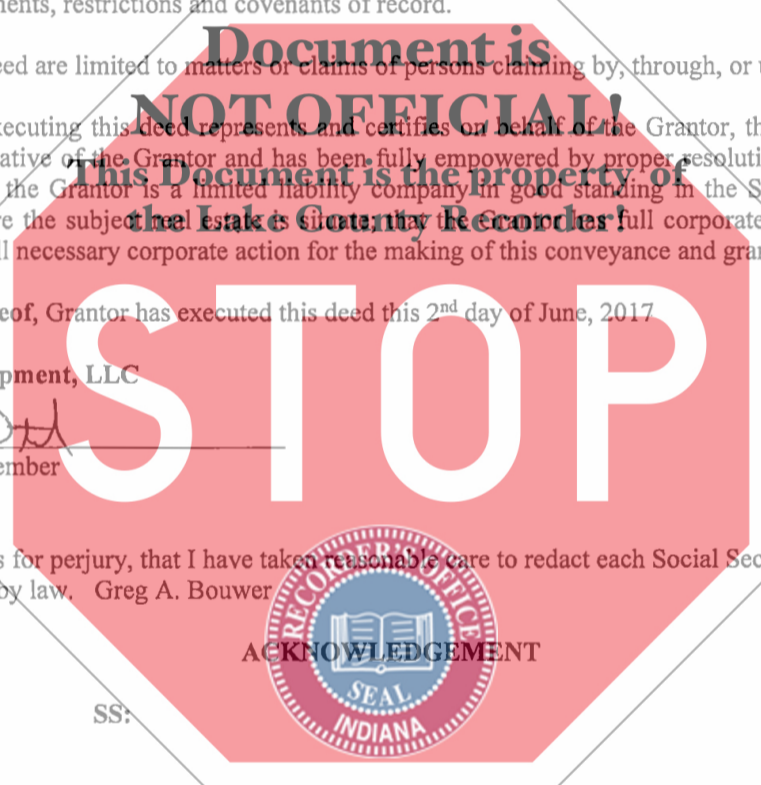 ments, restrictions and covenants of record.
Document is
eed are limited to matters or claims of persons claiming by, through, or u
NOT OFFICIAL!
xecuting this deed represents and certifies on behalf of the Grantor, th
ative of the Grantor and has been fully empowered by proper resoluti
This Document is the property of
the Grantor is a limited liability company in good standing in the S
re the subject real estate is situate; that the Grantor has full corporate
the Lake County Recorder!
ll necessary corporate action for the making of this conveyance and gran
eof, Grantor has executed this deed this 2nd day of June, 2017
pment, LLC
STOP
ember
s for perjury, that I have taken reasonable care to redact each Social Sec
by law. Greg A. Bouwer
RECORDER'S OFFICE
ACKNOWLEDGEMENT
SEAL
INDIANA
SS: